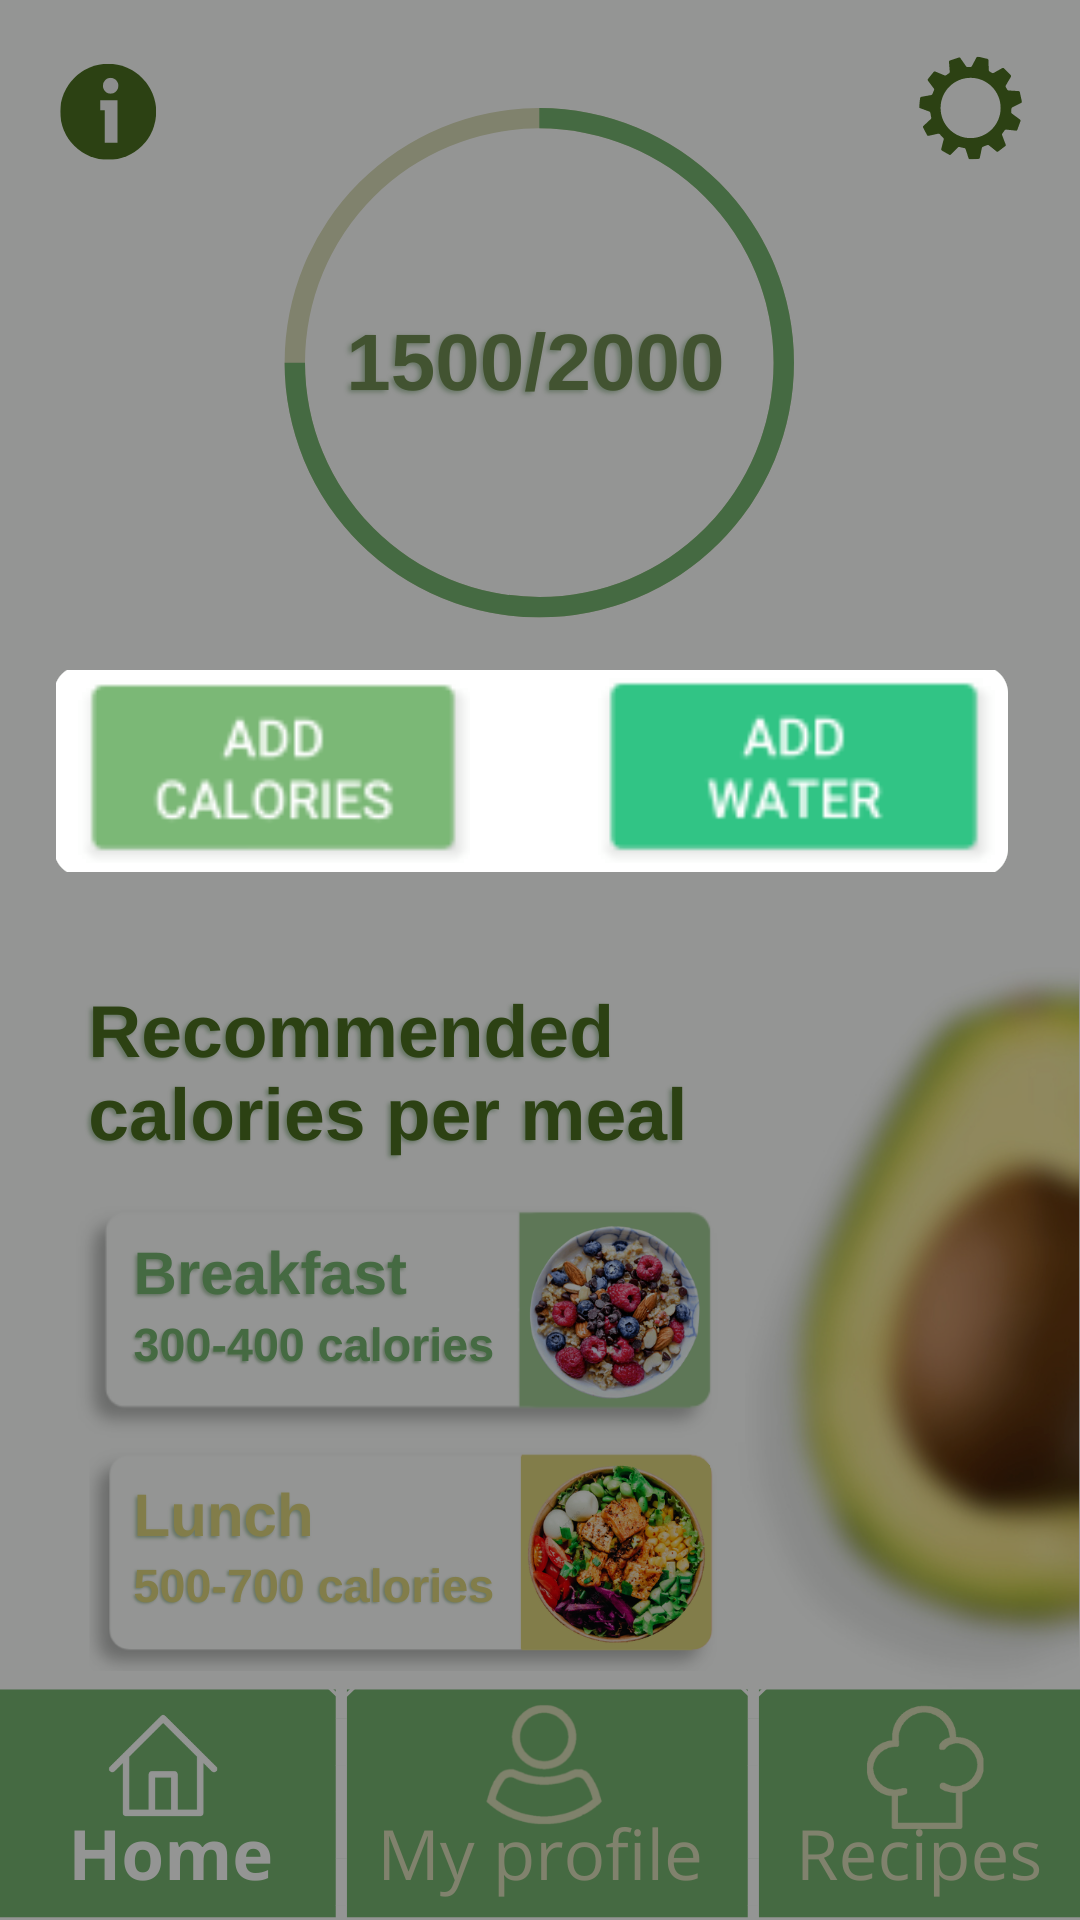 i
1500/2000
ADD
CALORIES
ADD
WATER
Recommended
calories per meal
Breakfast
300-400 calories
Lunch
500-700 calories
Home
My profile
Recipes